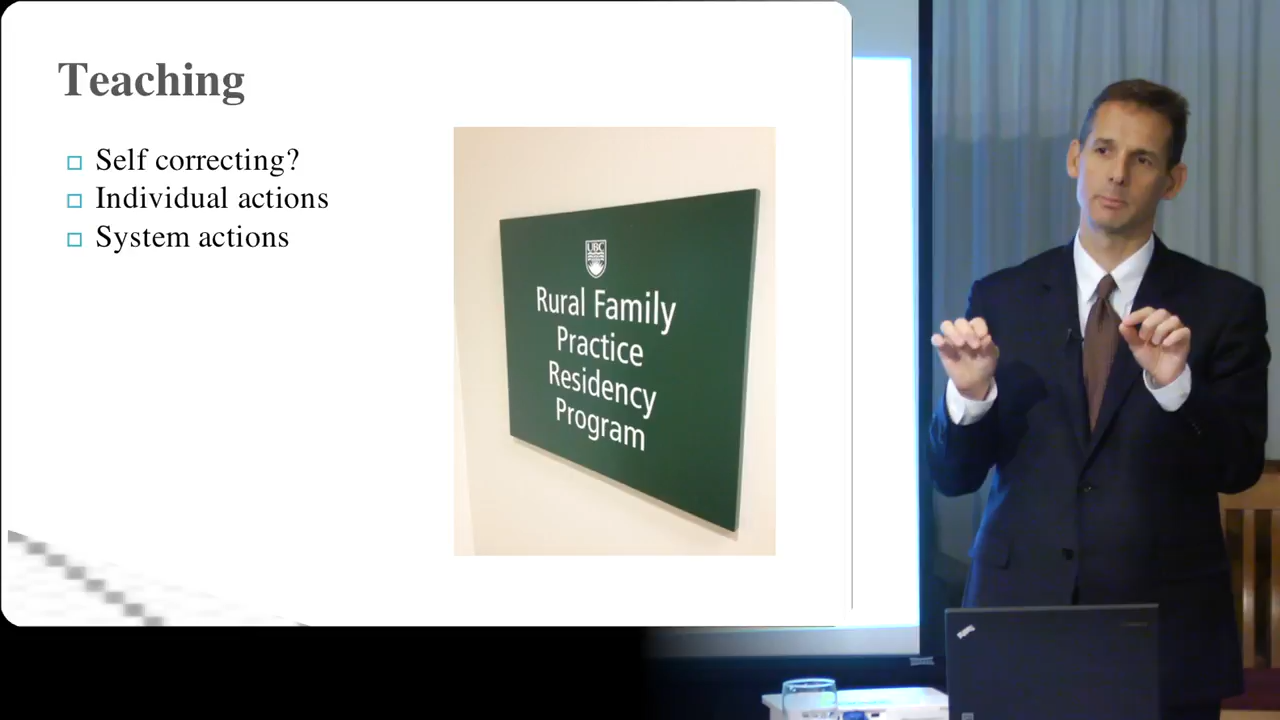 Teaching
Self correcting?
Individual actions
System actions
UBC
Rural Family
Practice
Residency
Program